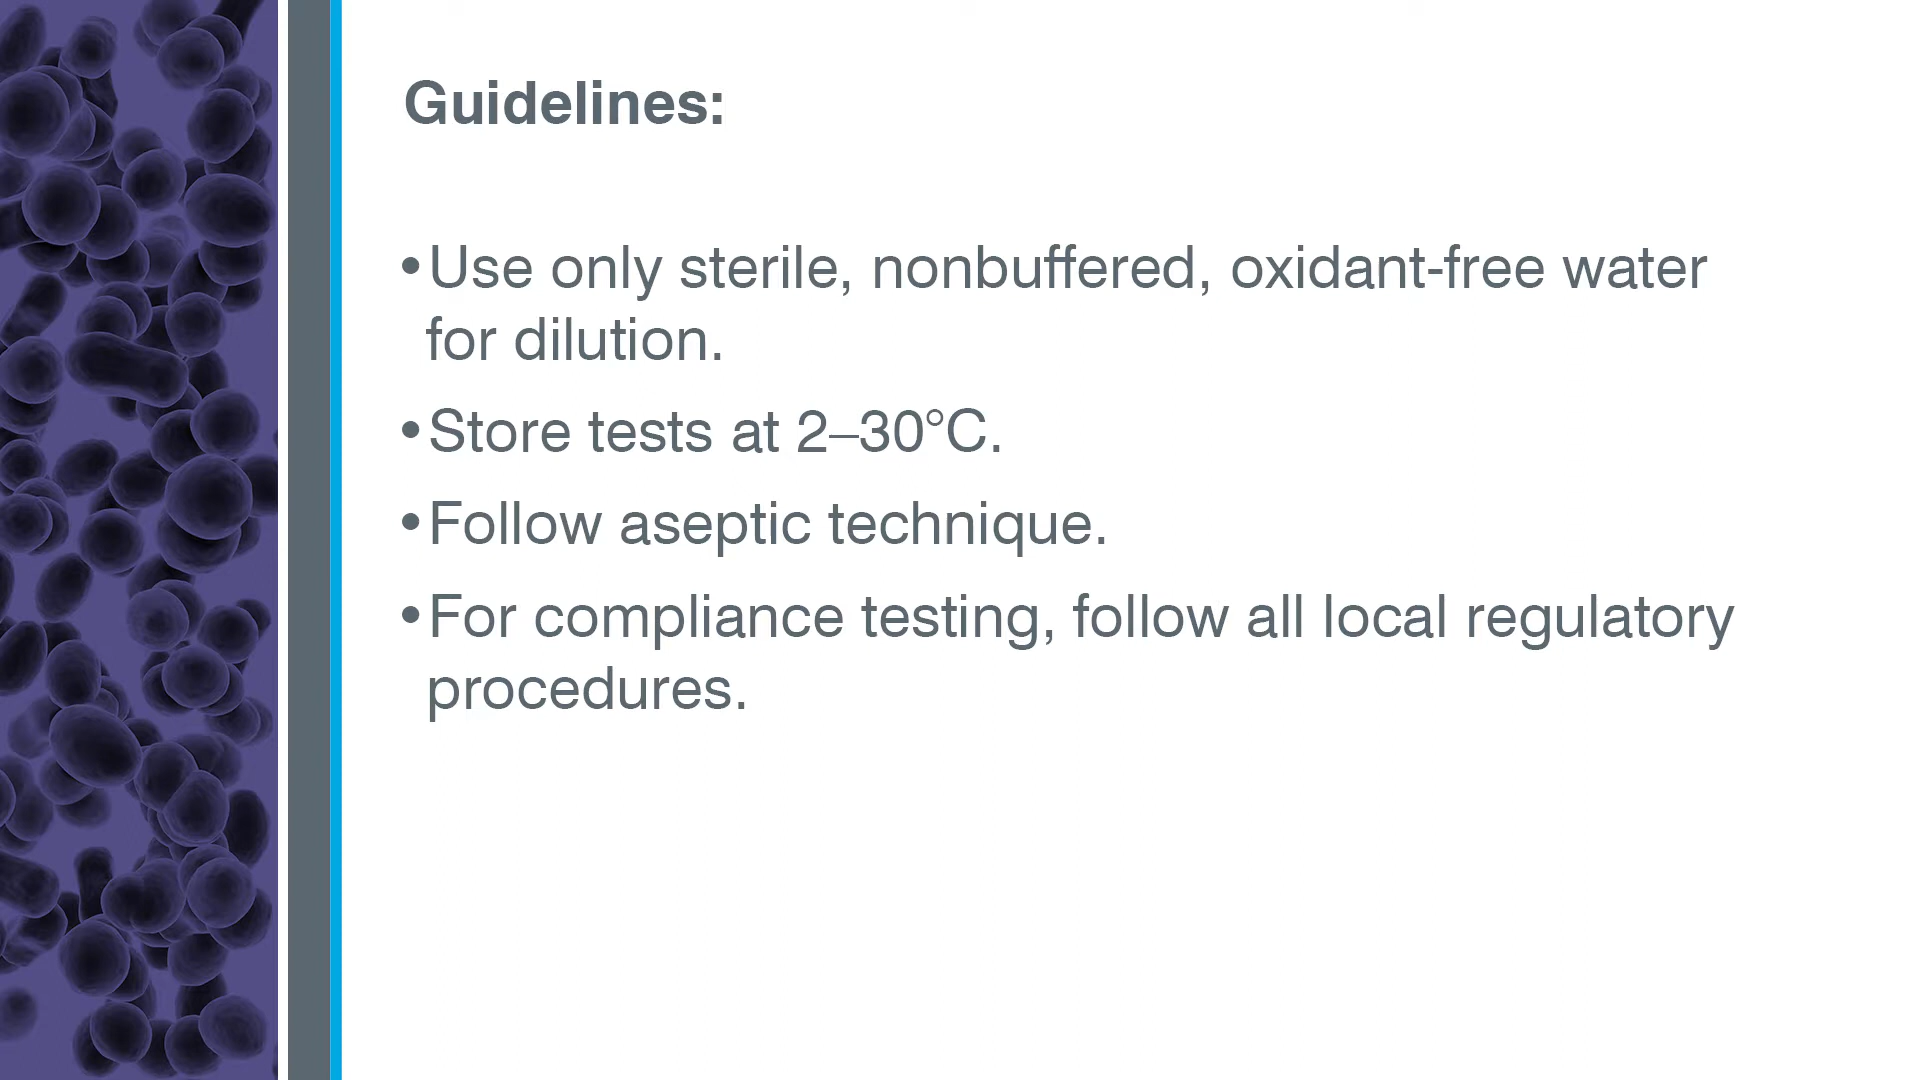 Guidelines:
•Use only sterile, nonbuffered, oxidant-free water
for dilution.
•Store tests at 2–30°C.
•Follow aseptic technique.
•For compliance testing, follow all local regulatory
procedures.